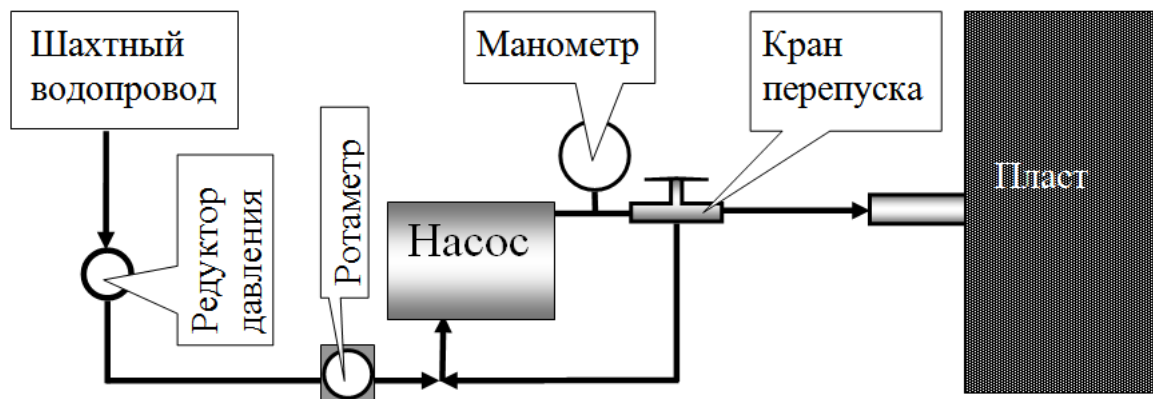 Шахтный
водопровод
Манометр
Кран
перепуска
Редуктор
давления
Ротаметр
Насос
Пласт